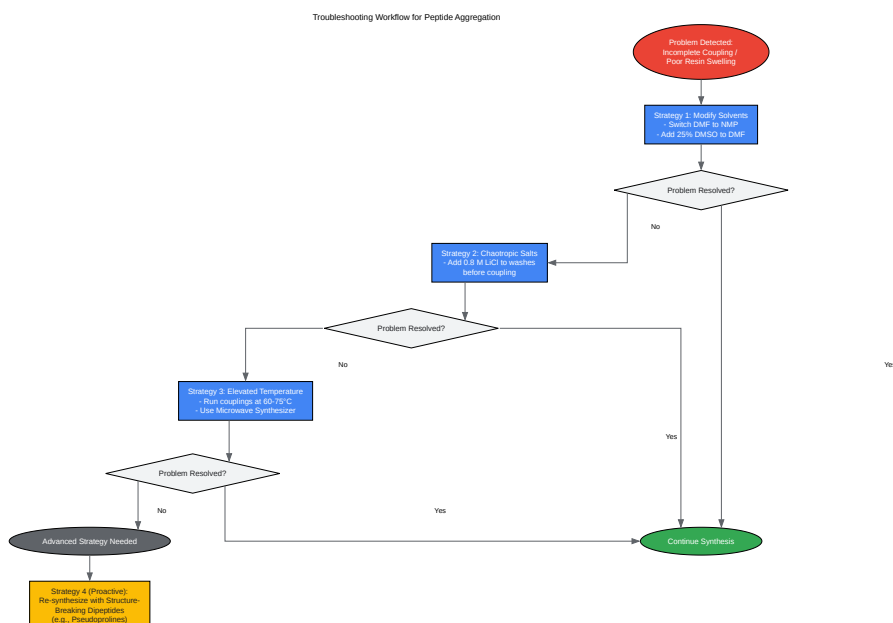 Troubleshooting Workflow for Peptide Aggregation
Problem Detected:
Incomplete Coupling /
Poor Resin Swelling
Strategy 1: Modify Solvents
- Switch DMF to NMP
- Add 25% DMSO to DMF
Problem Resolved?
No
Strategy 2: Chaotropic Salts
- Add 0.8 M LiCl to washes
before coupling
Problem Resolved?
No
Ye
Strategy 3: Elevated Temperature
- Run couplings at 60-75°C
- Use Microwave Synthesizer
Yes
Problem Resolved?
No
Yes
Advanced Strategy Needed
Continue Synthesis
Strategy 4 (Proactive):
Re-synthesize with Structure-
Breaking Dipeptides
(e.g., Pseudoprolines)